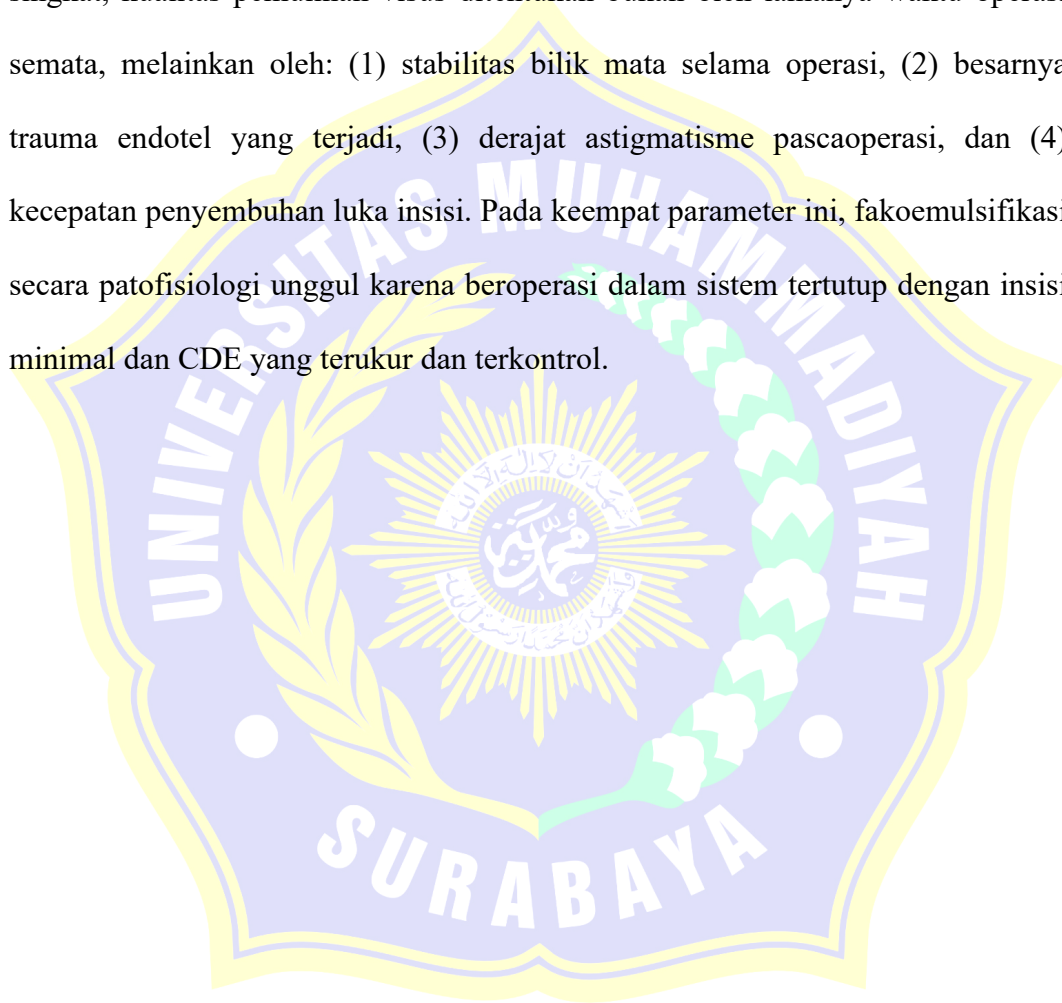 semata, melainkan oleh: (1) stabilitas bilik mata selama operasi, (2) besarnya
trauma endotel yang terjadi, (3) derajat astigmatisme pascaoperasi, dan (4)
kecepatan penyembuhan luka insisi. Pada keempat parameter ini, fakoemulsifikasi
secara patofisiologi unggul karena beroperasi dalam sistem tertutup dengan insisi
minimal dan CDE yang terukur dan terkontrol.
UNIVERSITAS MUHAMMADIYAH
SURABAYA